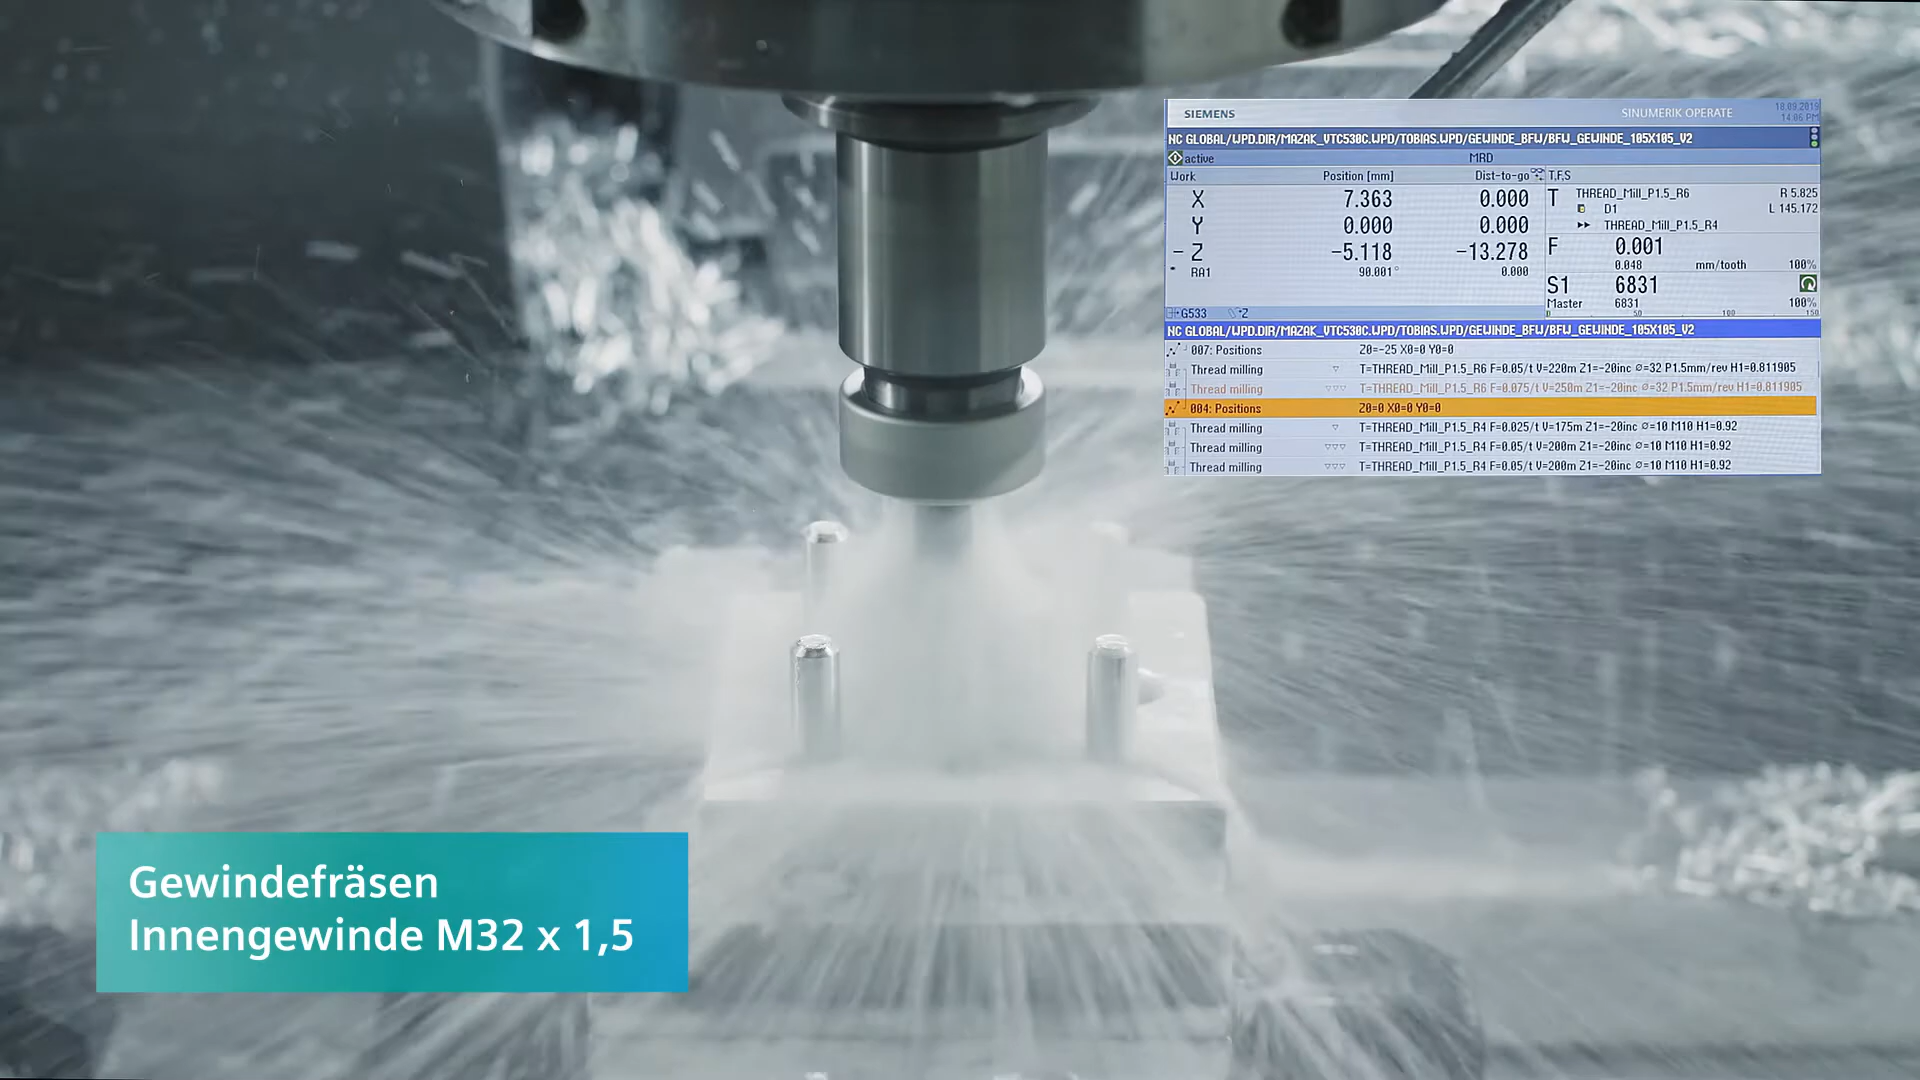 SIEMENS SINUMERIK OPERATE 18.09.2019 14:06 PM
NC GLOBAL/WPD.DIR/MAZAK_VTC530C.WPD/TOBIAS.WPD/GEWINDE_BFW/BFW_GEWINDE_105X105_V2
active MRD
Work Position [mm] Dist-to-go T,F,S
X 7.363 0.000 T THREAD_Mill_P1.5_R6 R 5.825
D1 L 145.172
Y 0.000 0.000 THREAD_Mill_P1.5_R4
- Z -5.118 -13.278 F 0.001
0.048 mm/tooth 100%
RA1 90.001° 0.000
S1 6831
Master 6831 100%
G533 Z 0 50 100 150
NC GLOBAL/WPD.DIR/MAZAK_VTC530C.WPD/TOBIAS.WPD/GEWINDE_BFW/BFW_GEWINDE_105X105_V2
007: Positions Z0=-25 X0=0 Y0=0
Thread milling ▽ T=THREAD_Mill_P1.5_R6 F=0.05/t V=220m Z1=-20inc ⌀=32 P1.5mm/rev H1=0.811905
Thread milling ▽▽▽ T=THREAD_Mill_P1.5_R6 F=0.075/t V=250m Z1=-20inc ⌀=32 P1.5mm/rev H1=0.811905
004: Positions Z0=0 X0=0 Y0=0
Thread milling ▽ T=THREAD_Mill_P1.5_R4 F=0.025/t V=175m Z1=-20inc ⌀=10 M10 H1=0.92
Thread milling ▽▽▽ T=THREAD_Mill_P1.5_R4 F=0.05/t V=200m Z1=-20inc ⌀=10 M10 H1=0.92
Thread milling ▽▽▽ T=THREAD_Mill_P1.5_R4 F=0.05/t V=200m Z1=-20inc ⌀=10 M10 H1=0.92
Gewindefräsen
Innengewinde M32 x 1,5